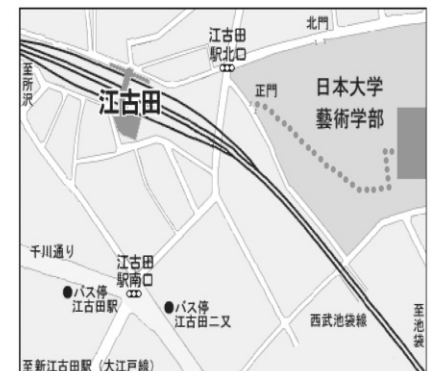 北門
江古田
駅北口
至所沢
江古田
正門
日本大学
藝術学部
千川通り
江古田
駅南口
●バス停
江古田駅
●バス停
江古田二又
西武池袋線
至池袋
至新江古田駅（大江戸線）